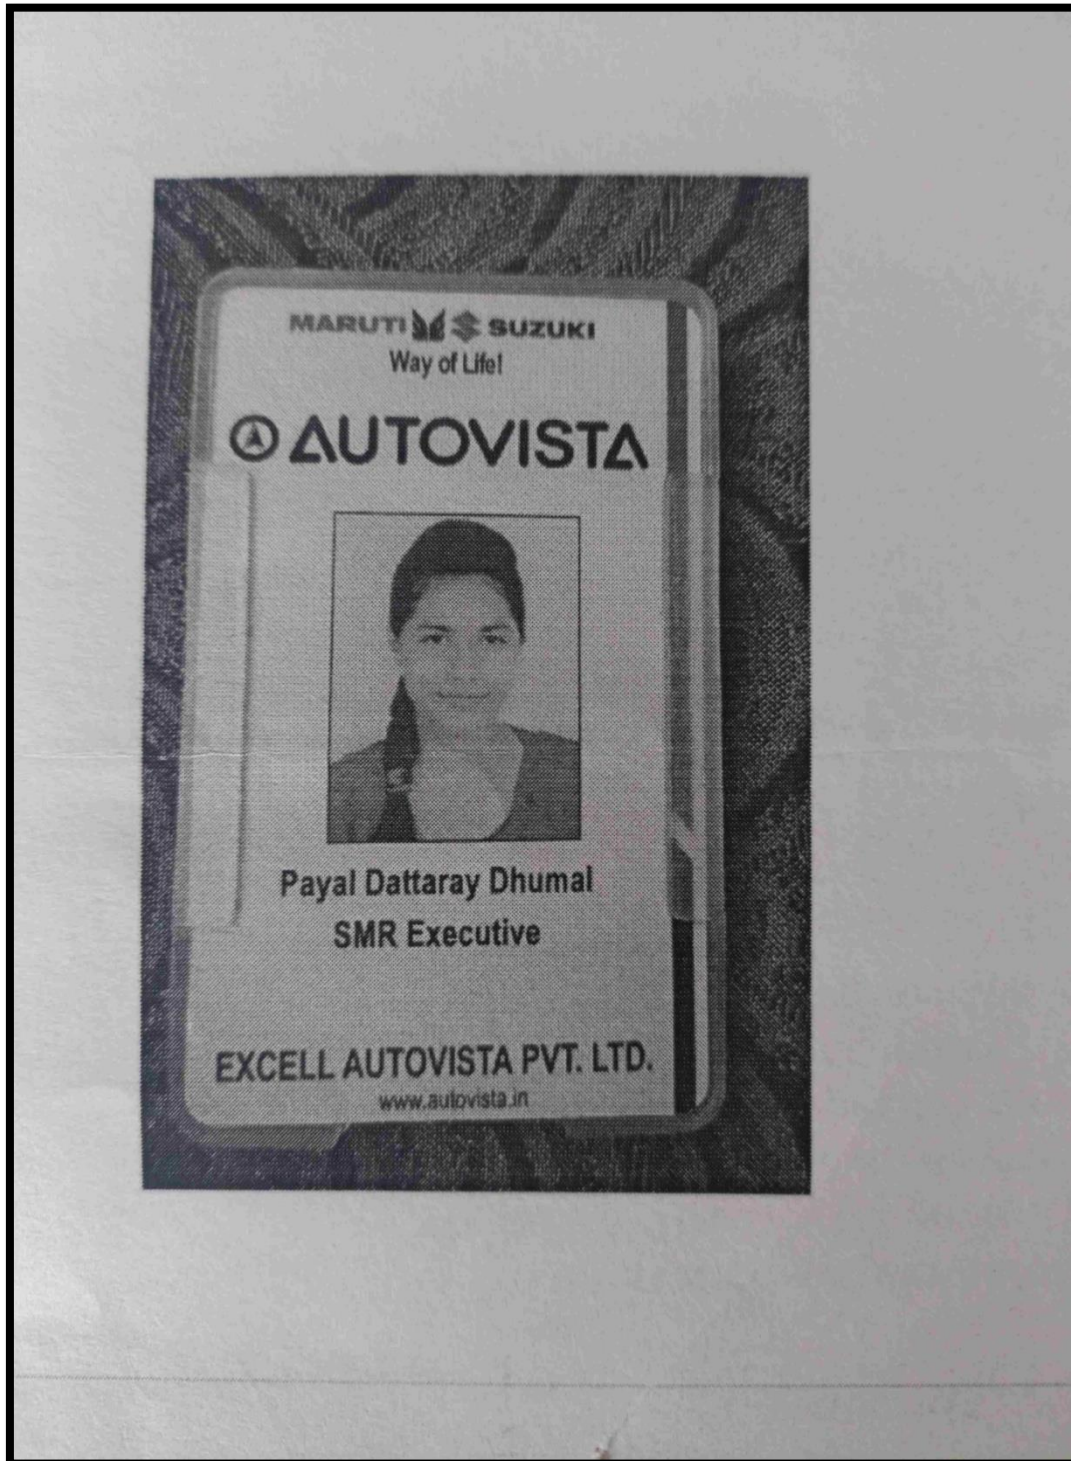 MARUTI SUZUKI
Way of Life!
AUTOVISTA
Payal Dattaray Dhumal
SMR Executive
EXCELL AUTOVISTA PVT. LTD.
www.autovista.in